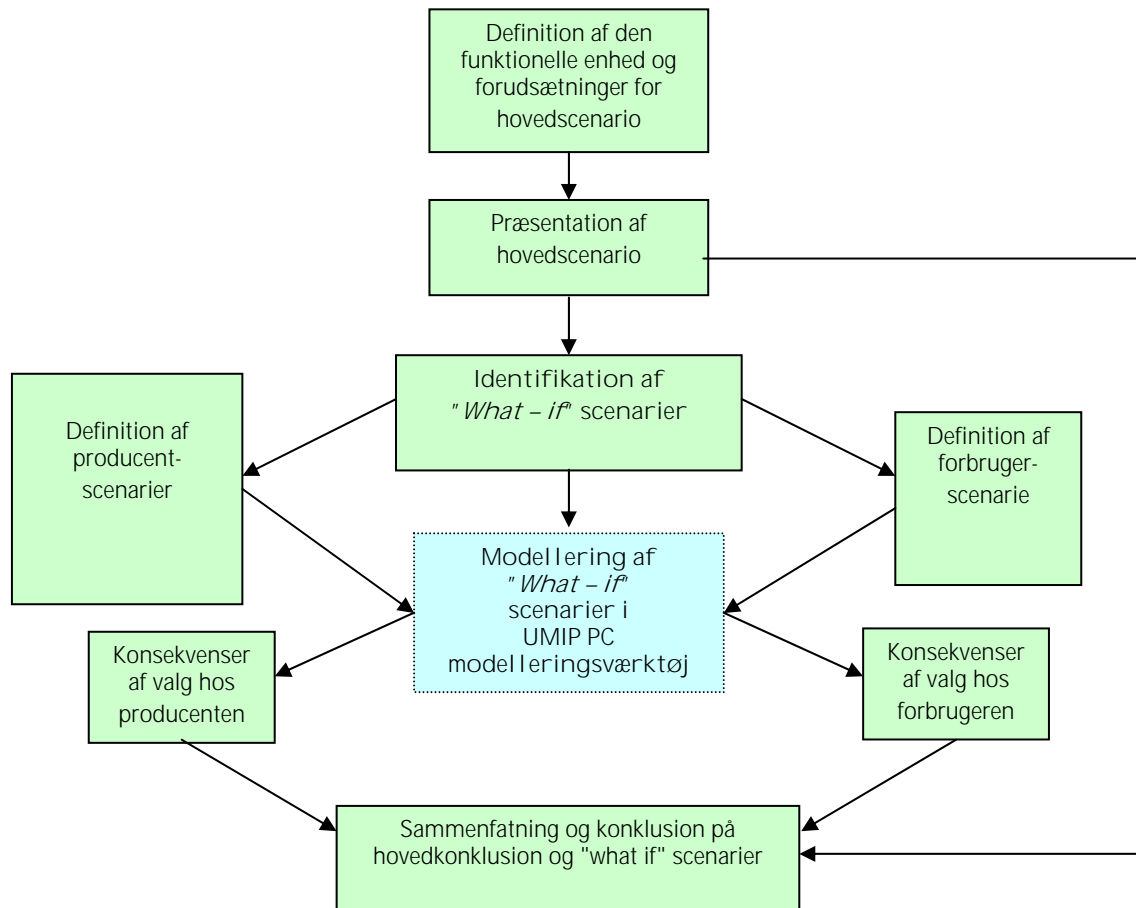 Definition af den
funktionelle enhed og
forudsætninger for
hovedscenario
Præsentation af
hovedscenario
Identifikation af
"What – if" scenarier
Definition af
producent-
scenarier
Definition af
forbruger-
scenarie
Modellering af
"What – if"
scenarier i
UMIP PC
modelleringsværktøj
Konsekvenser
af valg hos
producenten
Konsekvenser
af valg hos
forbrugeren
Sammenfatning og konklusion på
hovedkonklusion og "what if" scenarier